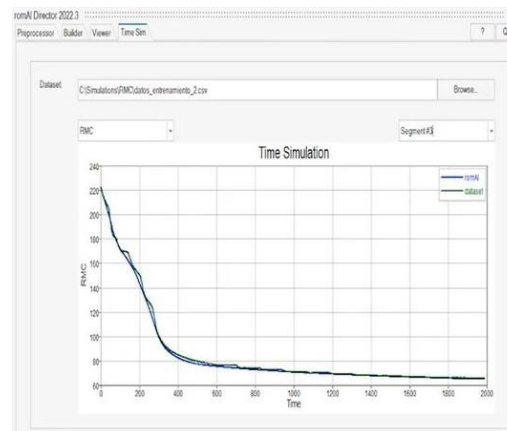 romAI Director 2022.3
Preprocessor Builder Viewer Time Sim ? Q
Dataset C:\Simulations\RMC\datos_entrenamiento_2.csv Browse...
RMC Segment #3
Time Simulation
romAI
dataset
240
220
200
180
160
140
120
100
80
60
RMC
0 200 400 600 800 1000 1200 1400 1600 1800 2000
Time